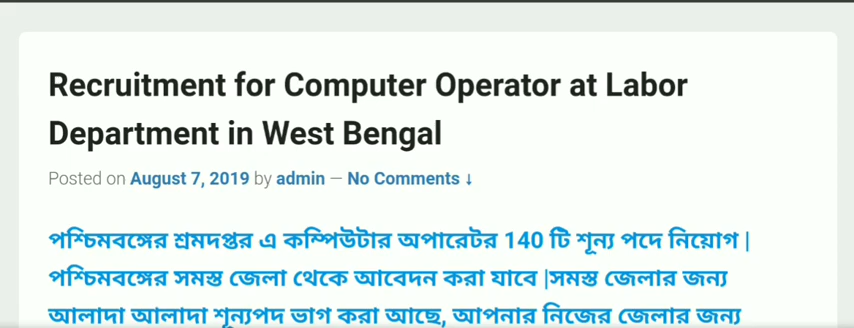 Recruitment for Computer Operator at Labor
Department in West Bengal
Posted on August 7, 2019 by admin — No Comments ↓
পশ্চিমবঙ্গের শ্রমদপ্তর এ কম্পিউটার অপারেটর 140 টি শূন্য পদে নিয়োগ |
পশ্চিমবঙ্গের সমস্ত জেলা থেকে আবেদন করা যাবে |সমস্ত জেলার জন্য
আলাদা আলাদা শূন্যপদ ভাগ করা আছে, আপনার নিজের জেলার জন্য